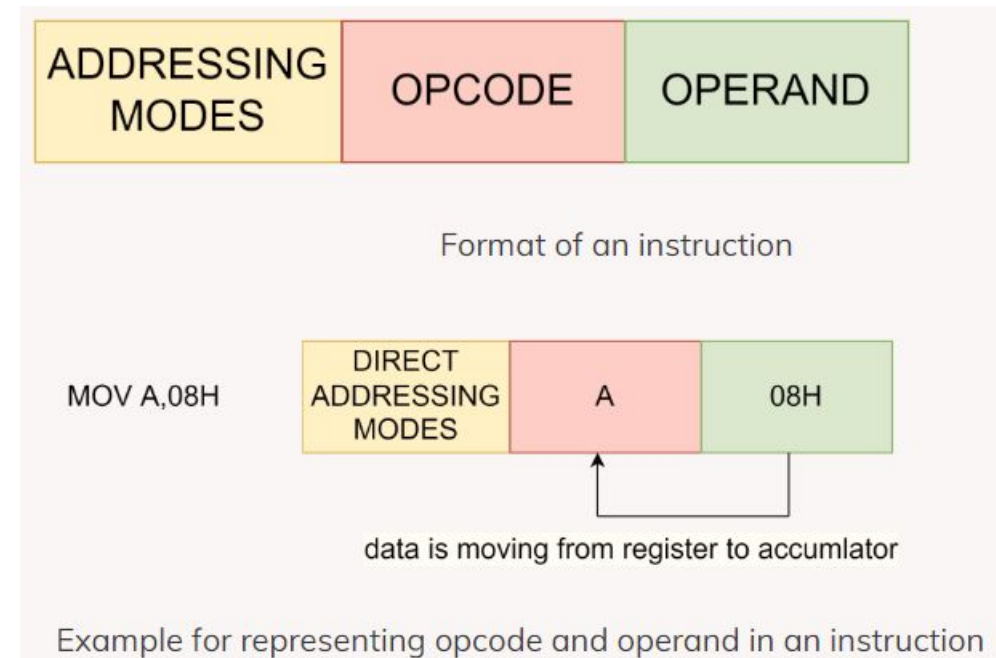 ADDRESSING
MODES
OPCODE
OPERAND
Format of an instruction
MOV A,08H
DIRECT
ADDRESSING
MODES
A
08H
data is moving from register to accumlator
Example for representing opcode and operand in an instruction